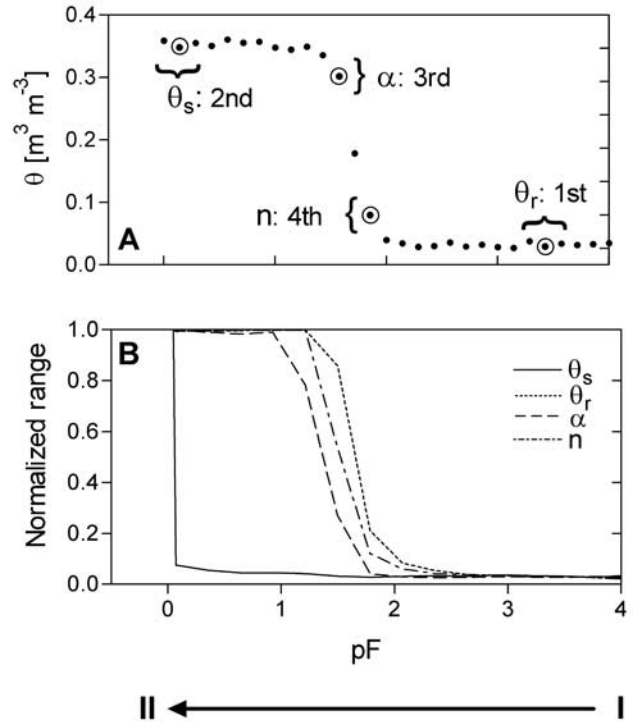 0.4
0.3
0.2
0.1
0.0
θ [m³ m⁻³]
θs: 2nd
α: 3rd
n: 4th
θr: 1st
A
B
1.0
0.8
0.6
0.4
0.2
0.0
Normalized range
θs
θr
α
n
0 1 2 3 4
pF
II I